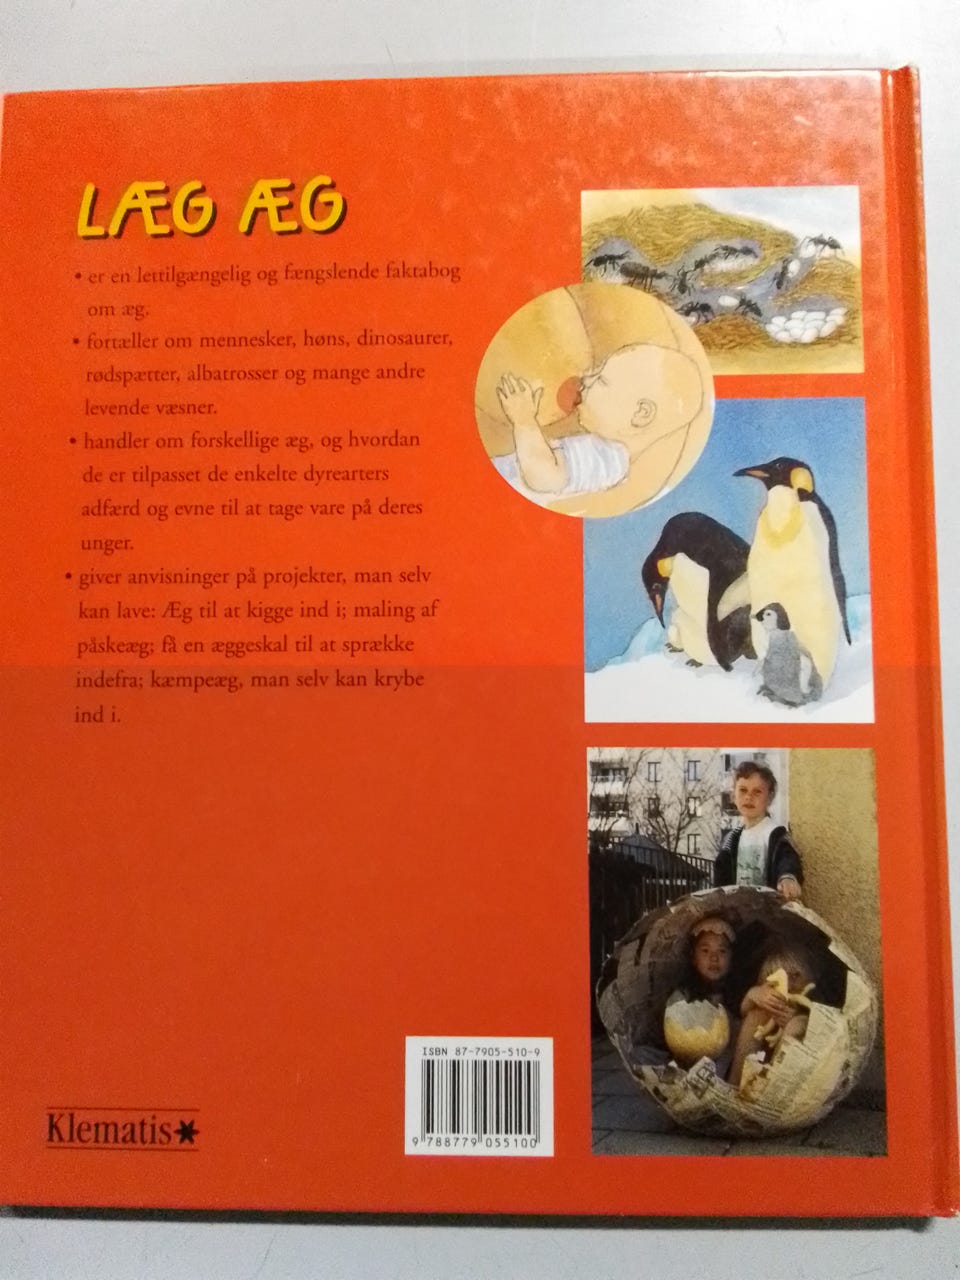 LÆG ÆG
• er en lettilgængelig og fængslende faktabog
om æg.
• fortæller om mennesker, høns, dinosaurer,
rødspætter, albatrosser og mange andre
levende væsner.
• handler om forskellige æg, og hvordan
de er tilpasset de enkelte dyrearters
adfærd og evne til at tage vare på deres
unger.
• giver anvisninger på projekter, man selv
kan lave: Æg til at kigge ind i; maling af
påskeæg; få en æggeskal til at sprække
indefra; kæmpeæg, man selv kan krybe
ind i.
ISBN 87-7905-510-9
9 788779 055100
Klematis